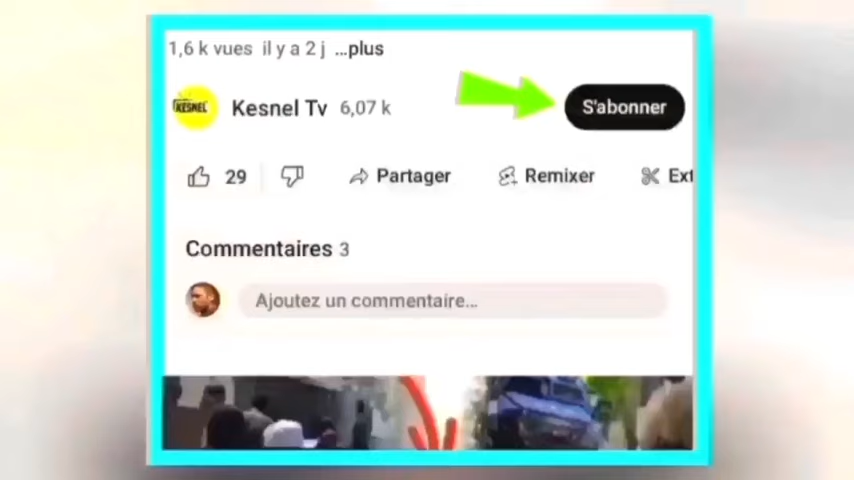 1,6 k vues il y a 2 j ...plus
KESNEL
Kesnel Tv 6,07 k
S'abonner
29
Partager
Remixer
Ext
Commentaires 3
Ajoutez un commentaire...